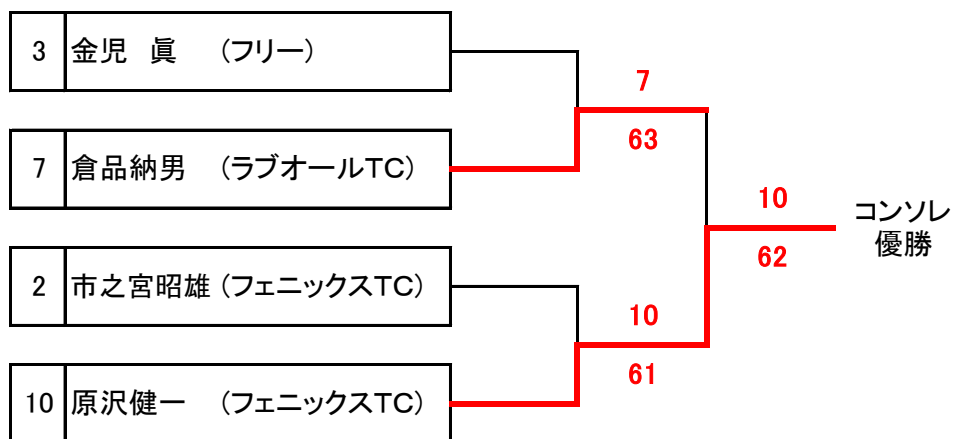 3 金児　眞　（フリー）
7
63
7 倉品納男　（ラブオールTC）
10
62
コンソレ
優勝
2 市之宮昭雄（フェニックスTC）
10
61
10 原沢健一　（フェニックスTC）